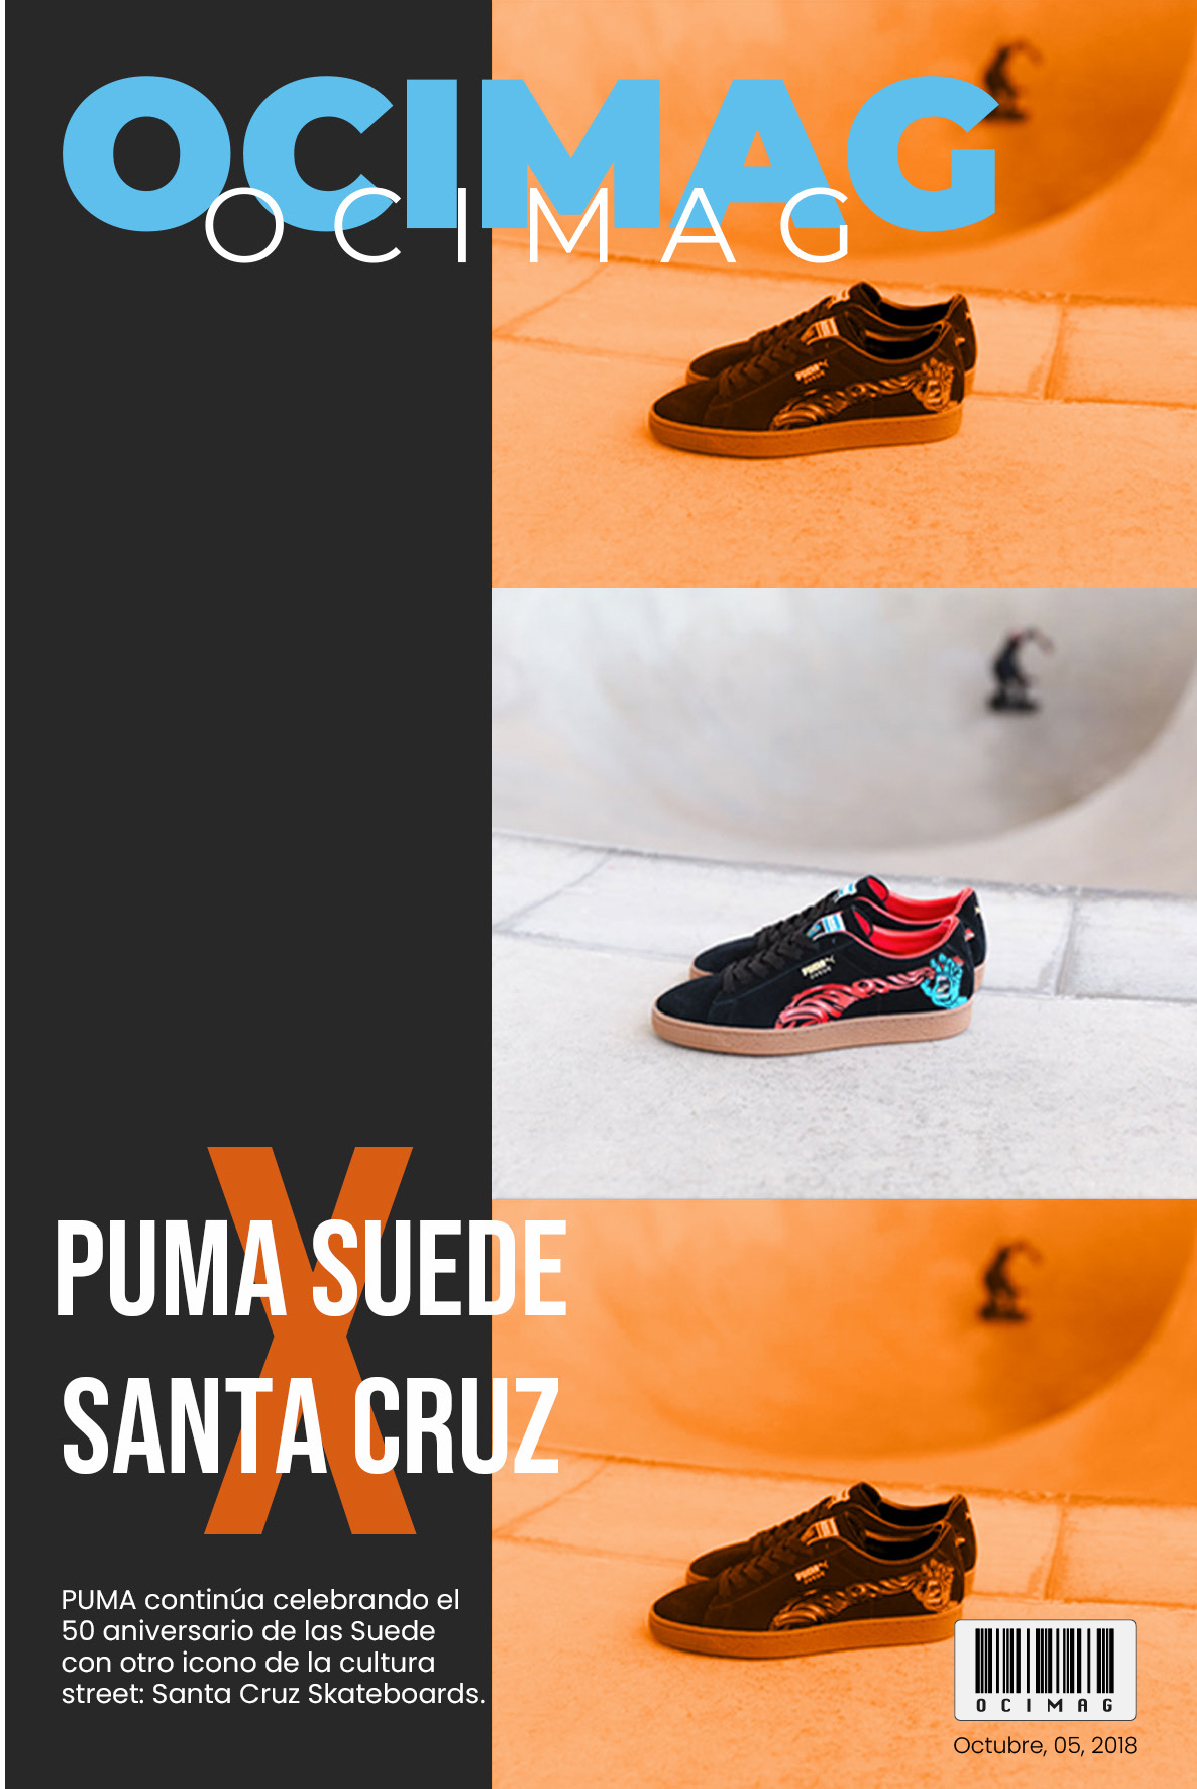 OCIMAG
OCIMAG
PUMA SUEDE
X
SANTA CRUZ
PUMA continúa celebrando el
50 aniversario de las Suede
con otro icono de la cultura
street: Santa Cruz Skateboards.
OCIMAG
Octubre, 05, 2018